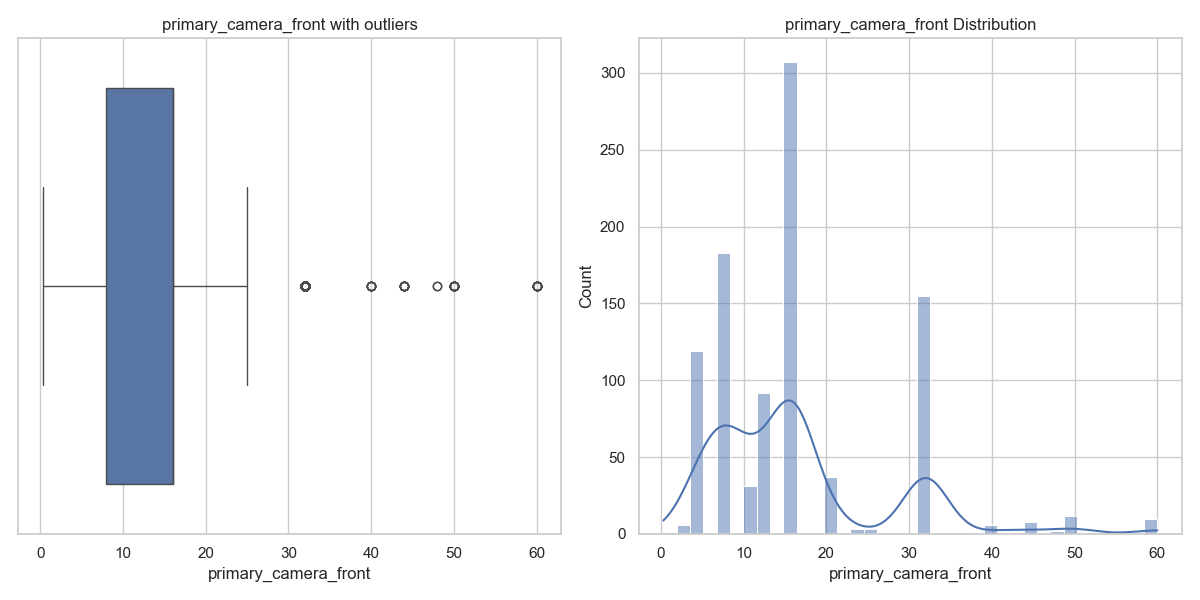 primary_camera_front with outliers
0 10 20 30 40 50 60
primary_camera_front
primary_camera_front Distribution
Count
300
250
200
150
100
50
0
0 10 20 30 40 50 60
primary_camera_front